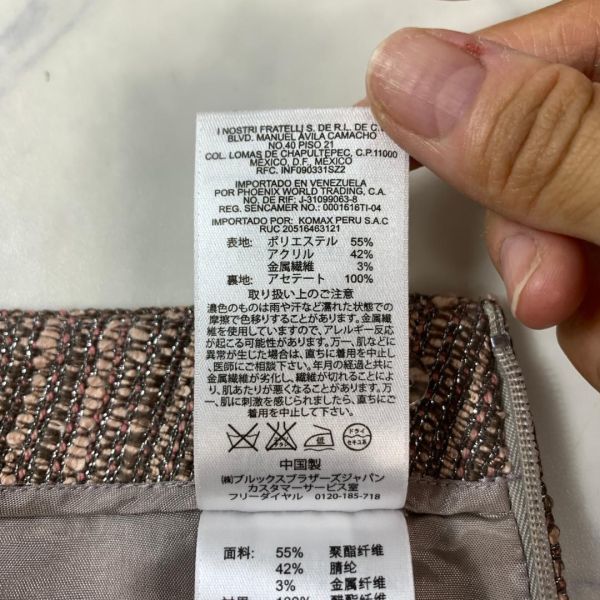 I NOSTRI FRATELLI S. DE R.L. DE C.
BLVD. MANUEL AVILA CAMACHO
NO.40 PISO 21
COL. LOMAS DE CHAPULTEPEC, C.P.11000
MEXICO, D.F. MEXICO
RFC. INF090331SZ2
IMPORTADO EN VENEZUELA
POR PHOENIX WORLD TRADING, C.A.
NO. DE RIF: J-31099063-8
REG. SENCAMER NO.: 0001616TI-04
IMPORTADO POR: KOMAX PERU S.A.C
RUC 20516463121
表地: ポリエステル 55%
アクリル 42%
金属繊維 3%
裏地: アセテート 100%
取り扱い上のご注意
濃色のものは雨や汗など濡れた状態での
摩擦で色移りすることがあります。金属繊
維を使用していますので、アレルギー反応
が起こる可能性があります。万一、肌などに
異常が生じた場合は、直ちに着用を中止し
医師にご相談下さい。年月の経過と共に
金属繊維が劣化し、繊維が切れることによ
り、肌あたりが悪くなることがあります。万
一、肌に刺激を感じられましたら、直ちにご
着用を中止して下さい。
低 ドライ セキユ系
中国製
㈱ブルックスブラザーズジャパン
カスタマーサービス室
フリーダイヤル 0120-185-718
面料: 55% 聚酯纤维
42% 腈纶
3% 金属纤维
100% 醋酯纤维